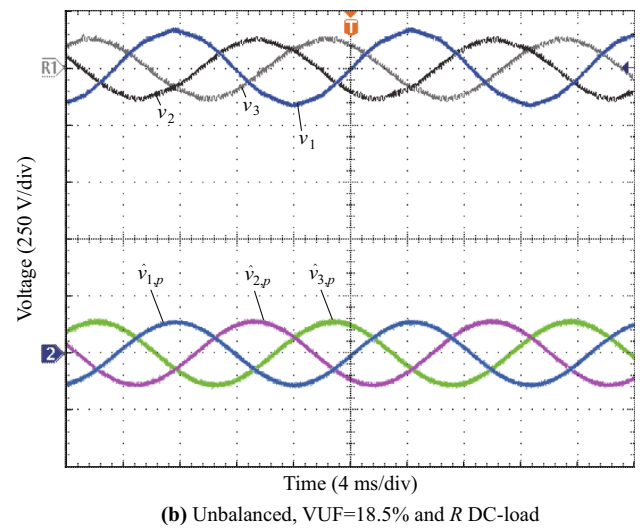 T
R1
v2
v3
v1
Voltage (250 V/div)
v̂1,p
v̂2,p
v̂3,p
2
Time (4 ms/div)
(b) Unbalanced, VUF=18.5% and R DC-load